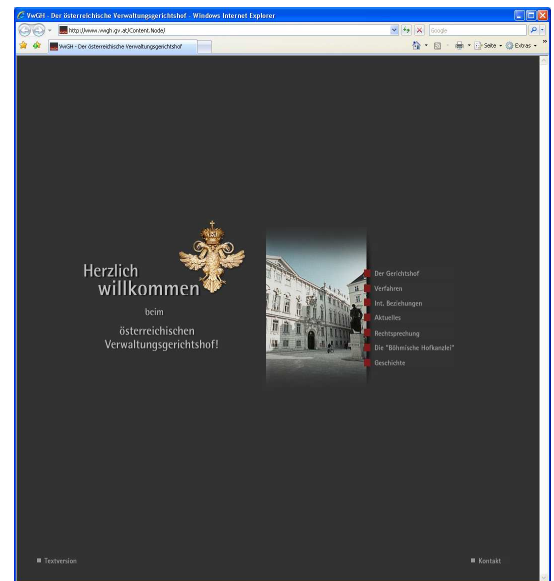 VwGH - Der österreichische Verwaltungsgerichtshof - Windows Internet Explorer
http://www.vwgh.gv.at/Content.Node/
Google
VwGH - Der österreichische Verwaltungsgerichtshof
Seite
Extras
Herzlich
willkommen
beim
österreichischen
Verwaltungsgerichtshof!
Der Gerichtshof
Verfahren
Int. Beziehungen
Aktuelles
Rechtsprechung
Die "Böhmische Hofkanzlei"
Geschichte
Textversion
Kontakt